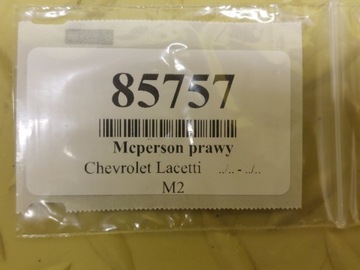 85757
Mcperson prawy
Chevrolet Lacetti ../.. - ../..
M2